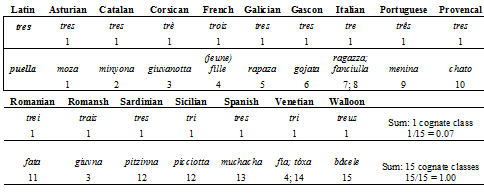 Latin Asturian Catalan Corsican French Galician Gascon Italian Portuguese Provencal
tres tres tres trè trois tres tres tre três tres
1 1 1 1 1 1 1 1 1
(jeune) ragazza;
puella moza minyona giuvanotta fille rapaza gojata fanciulla menina chato
1 2 3 4 5 6 7; 8 9 10
Romanian Romansh Sardinian Sicilian Spanish Venetian Walloon
trei trais tres tri tres tri treus Sum: 1 cognate class
1 1 1 1 1 1 1 1/15 = 0.07
fata giuvna pitzinna picciotta muchacha fia; tóxa båcele Sum: 15 cognate classes
11 3 12 12 13 4; 14 15 15/15 = 1.00